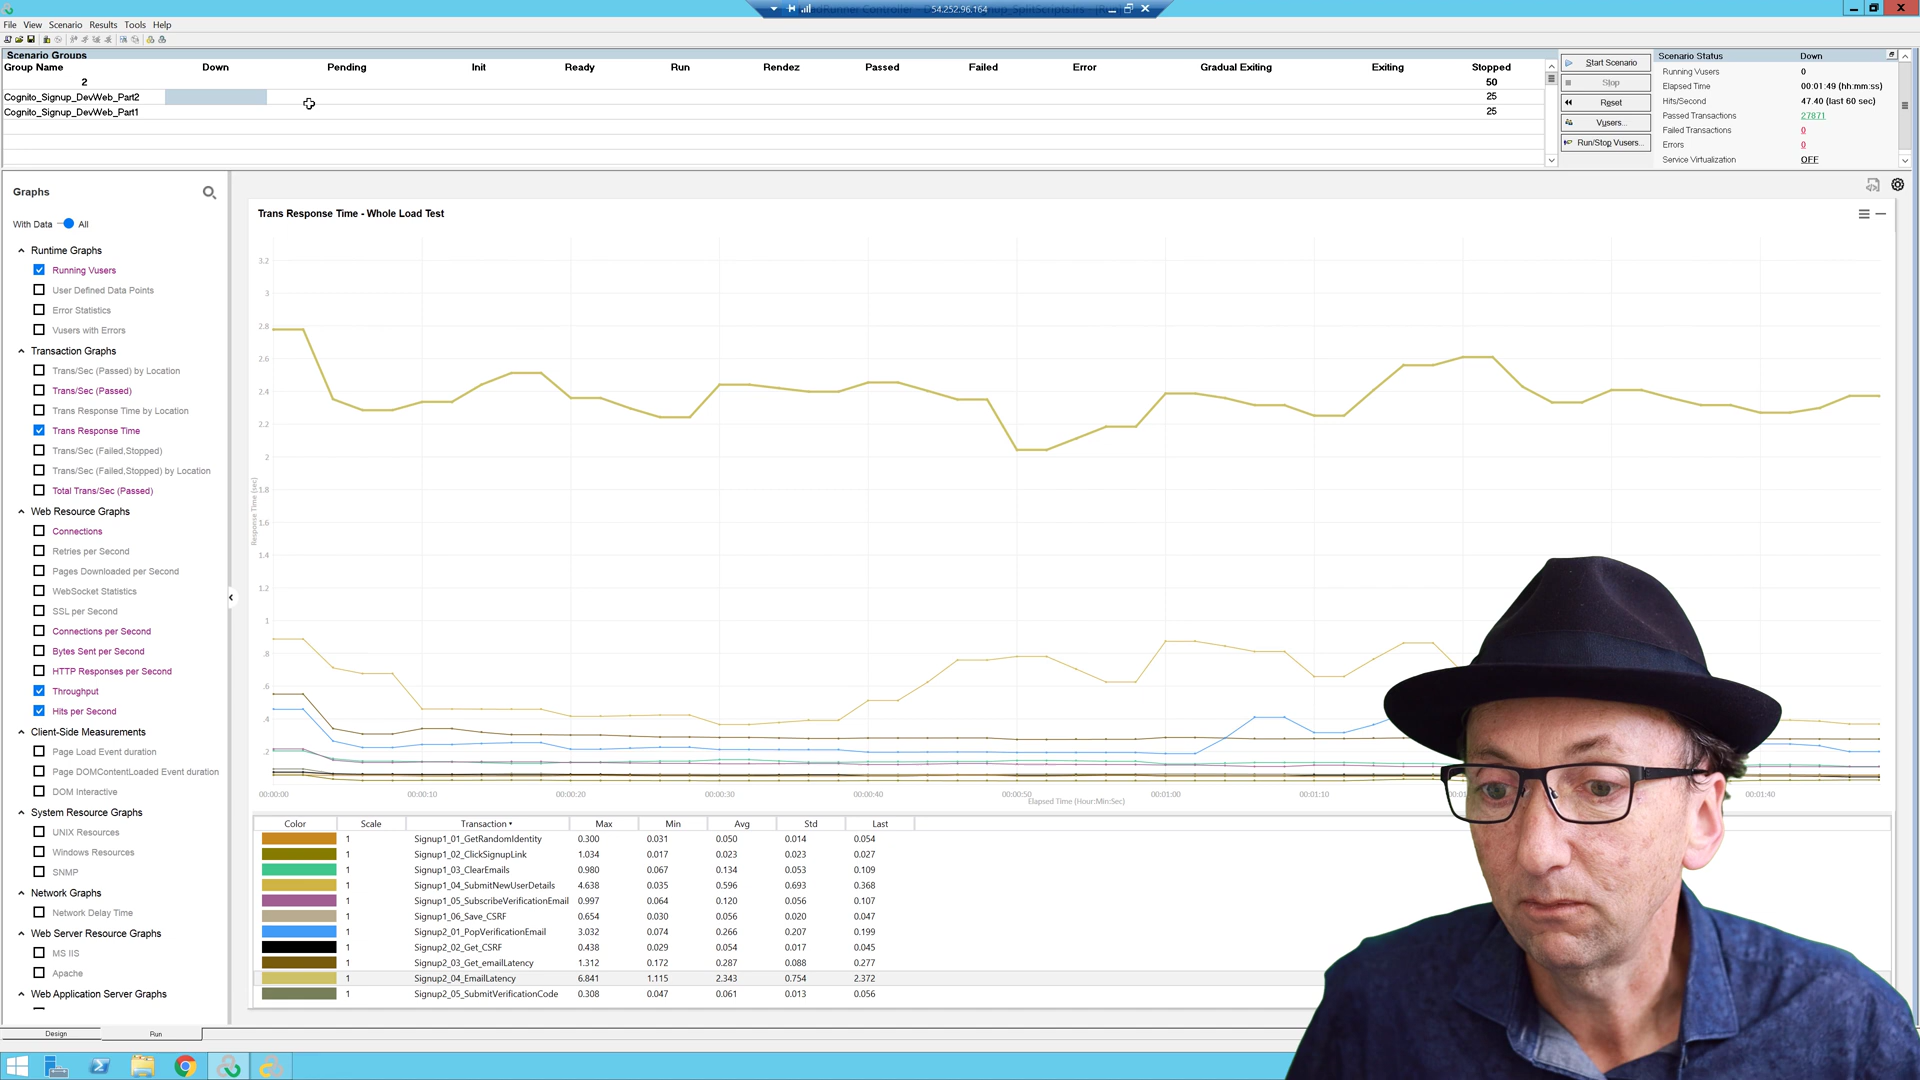 LoadRunner Controller
54.252.96.164
File View Scenario Results Tools Help
Scenario Groups
Group Name Down Pending Init Ready Run Rendez Passed Failed Error Gradual Exiting Exiting Stopped
2 50
Cognito_Signup_DevWeb_Part2 25
Cognito_Signup_DevWeb_Part1 25
Start Scenario
Stop
Reset
Vusers...
Run/Stop Vusers...
Scenario Status Down
Running Vusers 0
Elapsed Time 00:01:49 (hh:mm:ss)
Hits/Second 47.40 (last 60 sec)
Passed Transactions 27871
Failed Transactions 0
Errors 0
Service Virtualization OFF
Graphs
With Data All
Runtime Graphs
Running Vusers
User Defined Data Points
Error Statistics
Vusers with Errors
Transaction Graphs
Trans/Sec (Passed) by Location
Trans/Sec (Passed)
Trans Response Time by Location
Trans Response Time
Trans/Sec (Failed,Stopped)
Trans/Sec (Failed,Stopped) by Location
Total Trans/Sec (Passed)
Web Resource Graphs
Connections
Retries per Second
Pages Downloaded per Second
WebSocket Statistics
SSL per Second
Connections per Second
Bytes Sent per Second
HTTP Responses per Second
Throughput
Hits per Second
Client-Side Measurements
Page Load Event duration
Page DOMContentLoaded Event duration
DOM Interactive
System Resource Graphs
UNIX Resources
Windows Resources
SNMP
Network Graphs
Network Delay Time
Web Server Resource Graphs
MS IIS
Apache
Web Application Server Graphs
Trans Response Time - Whole Load Test
3.2
3
2.8
2.6
2.4
2.2
2
1.8
1.6
1.4
1.2
1
.8
.6
.4
.2
Response Time (sec)
00:00:00 00:00:10 00:00:20 00:00:30 00:00:40 00:00:50 00:01:00 00:01:10 00:01:40
Elapsed Time (Hour:Min:Sec)
Color Scale Transaction Max Min Avg Std Last
1 Signup1_01_GetRandomIdentity 0.300 0.031 0.050 0.014 0.054
1 Signup1_02_ClickSignupLink 1.034 0.017 0.023 0.023 0.027
1 Signup1_03_ClearEmails 0.980 0.067 0.134 0.053 0.109
1 Signup1_04_SubmitNewUserDetails 4.638 0.035 0.596 0.693 0.368
1 Signup1_05_SubscribeVerificationEmail 0.997 0.064 0.120 0.056 0.107
1 Signup1_06_Save_CSRF 0.654 0.030 0.056 0.020 0.047
1 Signup2_01_PopVerificationEmail 3.032 0.074 0.266 0.207 0.199
1 Signup2_02_Get_CSRF 0.438 0.029 0.054 0.017 0.045
1 Signup2_03_Get_emailLatency 1.312 0.172 0.287 0.088 0.277
1 Signup2_04_EmailLatency 6.841 1.115 2.343 0.754 2.372
1 Signup2_05_SubmitVerificationCode 0.308 0.047 0.061 0.013 0.056
Design Run